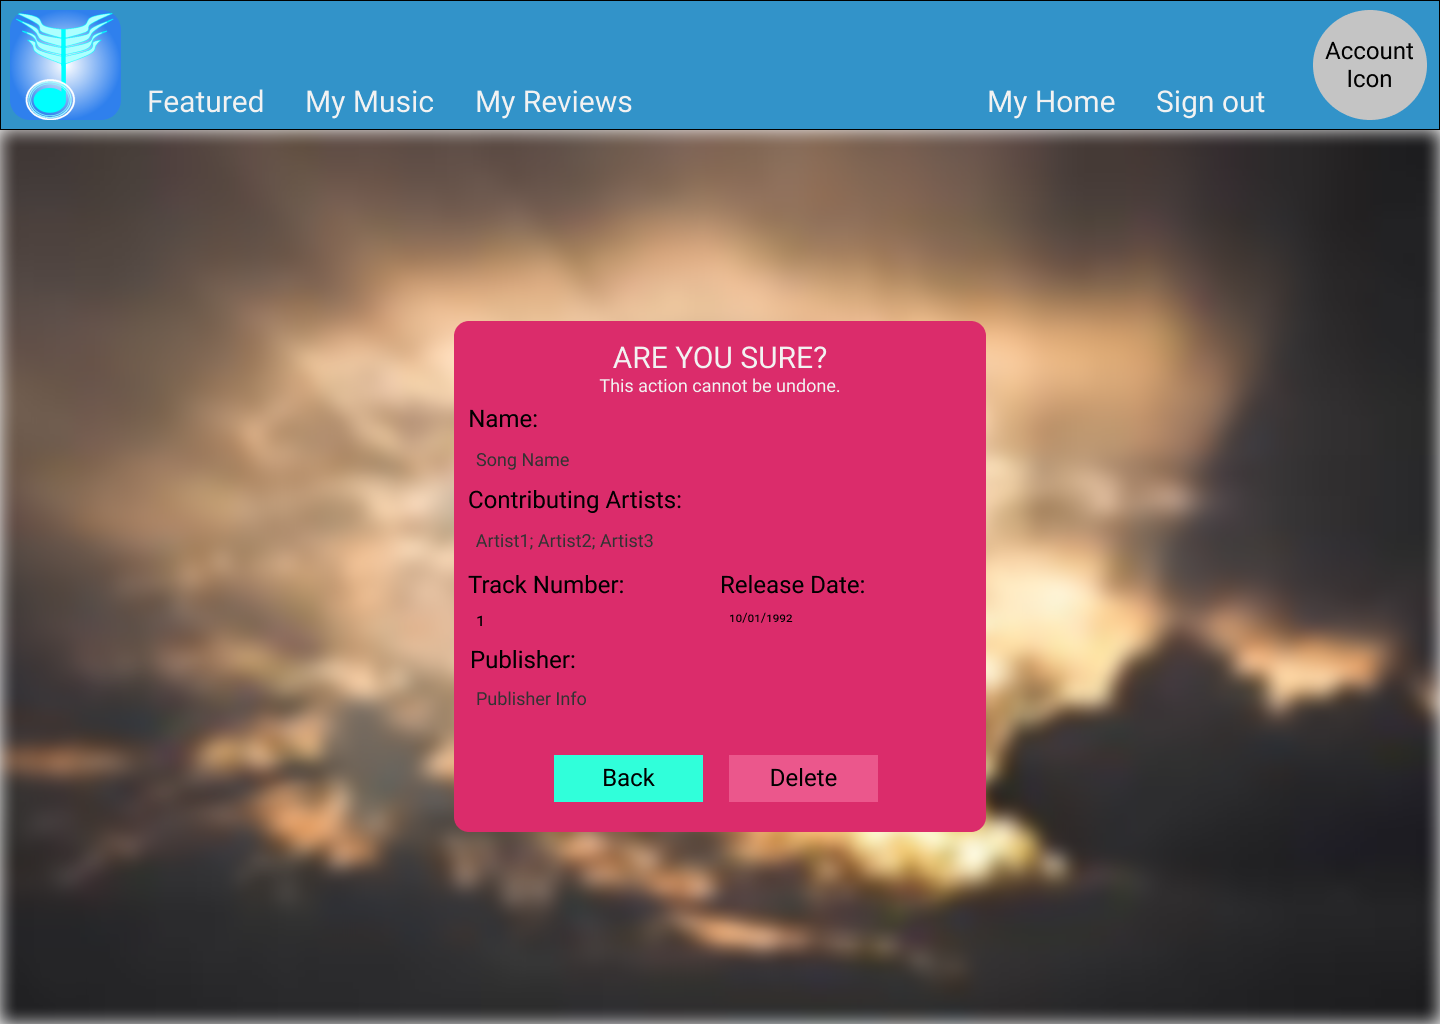 Featured
My Music
My Reviews
My Home
Sign out
Account
Icon
ARE YOU SURE?
This action cannot be undone.
Name:
Song Name
Contributing Artists:
Artist1; Artist2; Artist3
Track Number:
Release Date:
1
10/01/1992
Publisher:
Publisher Info
Back
Delete